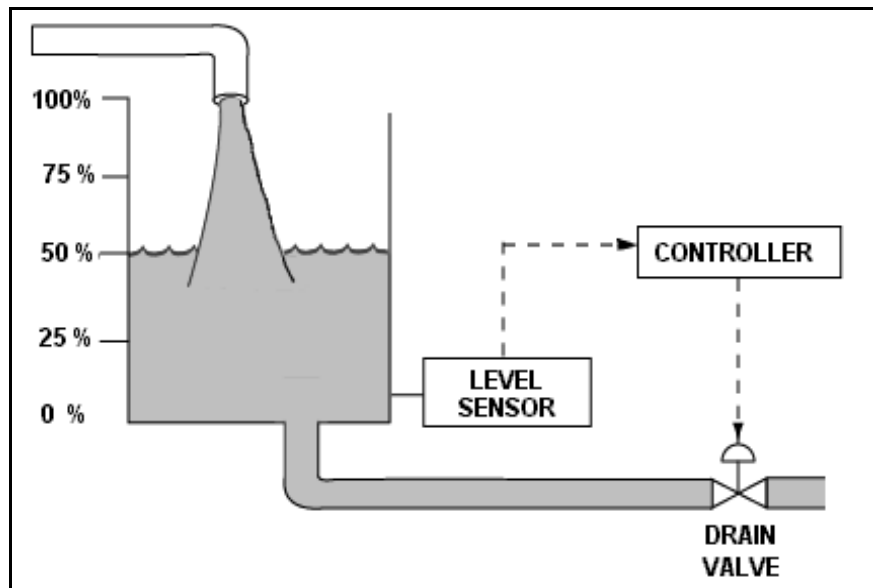 100%
75 %
50 %
25 %
0 %
CONTROLLER
LEVEL
SENSOR
DRAIN
VALVE